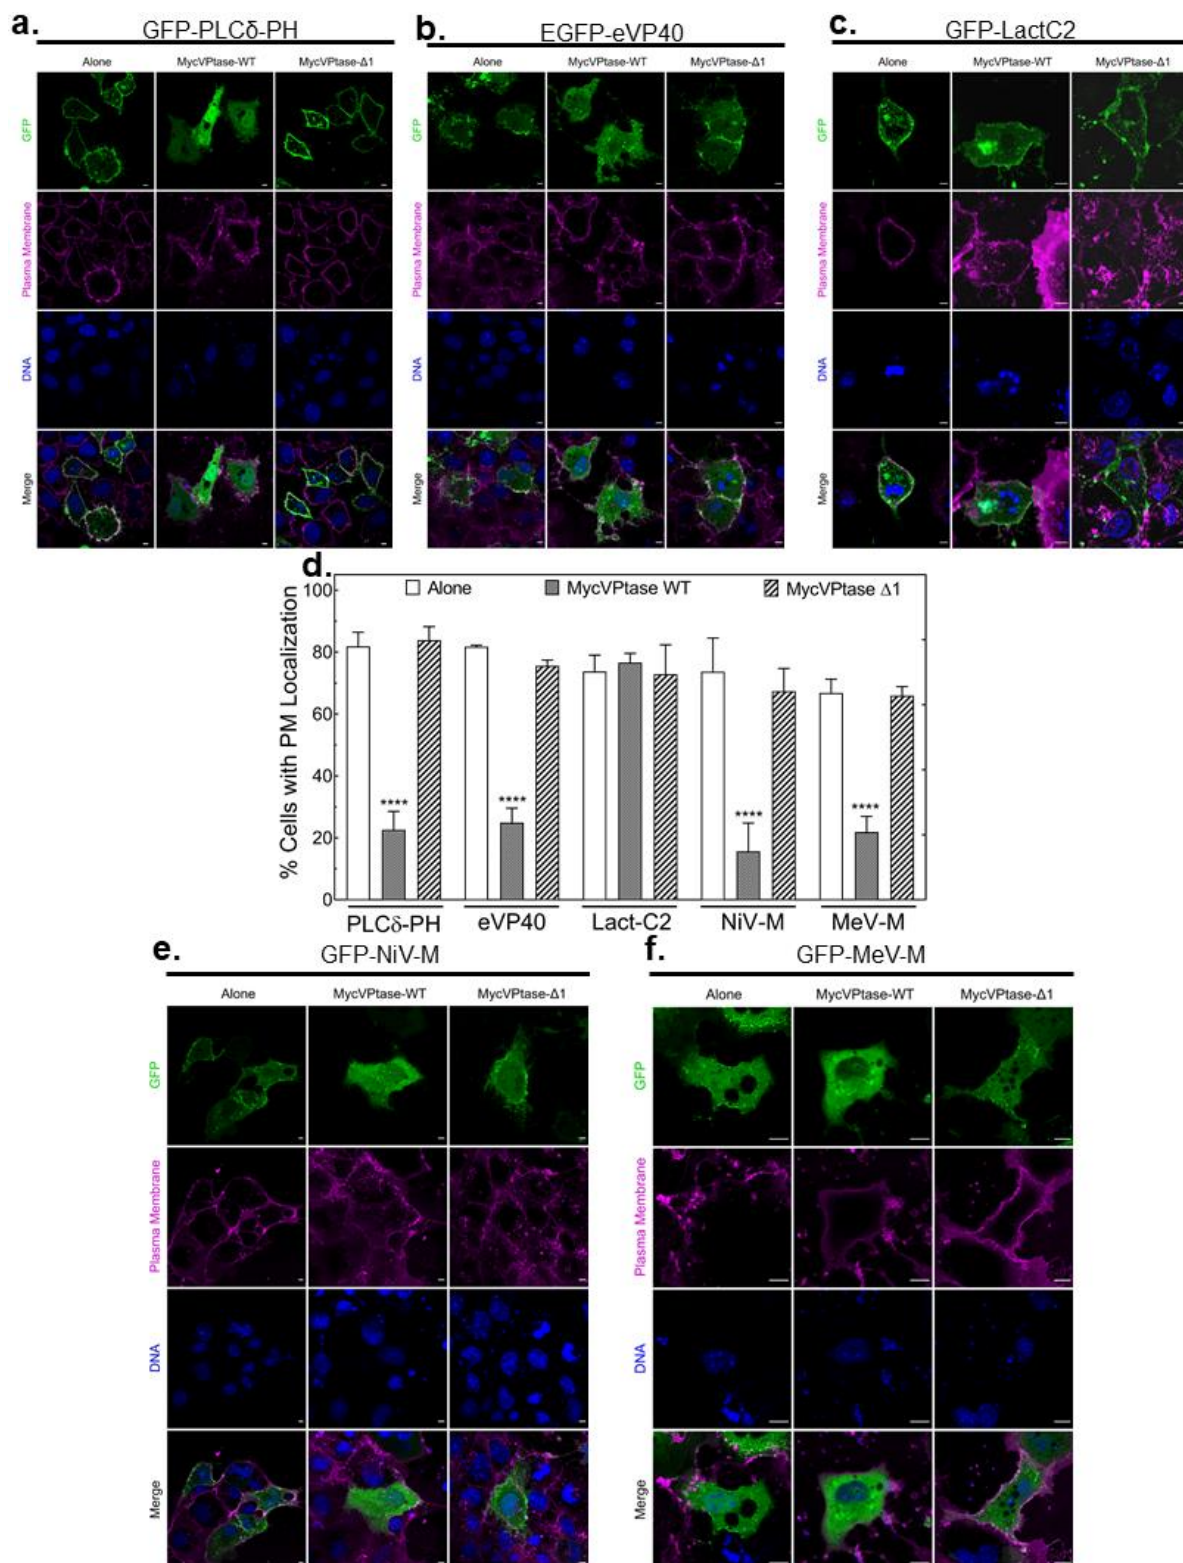 a.
GFP-PLCδ-PH
Alone MycVPtase-WT MycVPtase-Δ1
GFP
Plasma Membrane
DNA
Merge
b.
EGFP-eVP40
Alone MycVPtase-WT MycVPtase-Δ1
GFP
Plasma Membrane
DNA
Merge
c.
GFP-LactC2
Alone MycVPtase-WT MycVPtase-Δ1
GFP
Plasma Membrane
DNA
Merge
d.
% Cells with PM Localization
100
80
60
40
20
0
Alone MycVPtase WT MycVPtase Δ1
**** **** **** ****
PLCδ-PH eVP40 Lact-C2 NiV-M MeV-M
e.
GFP-NiV-M
Alone MycVPtase-WT MycVPtase-Δ1
GFP
Plasma Membrane
DNA
Merge
f.
GFP-MeV-M
Alone MycVPtase-WT MycVPtase-Δ1
GFP
Plasma Membrane
DNA
Merge